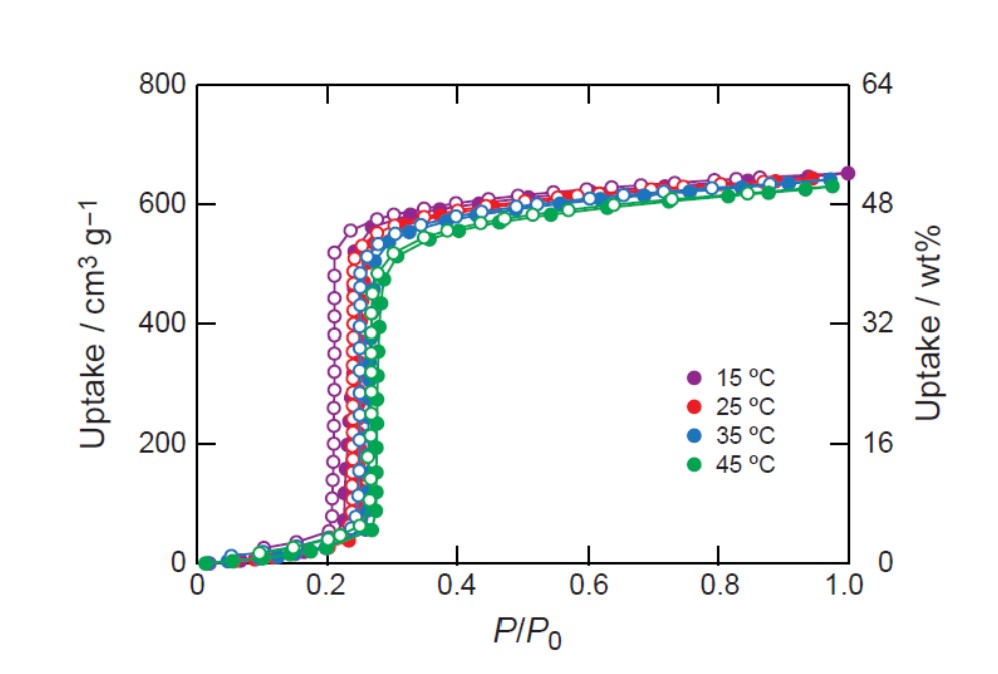 800
600
400
200
0
Uptake / cm³ g⁻¹
64
48
32
16
0
Uptake / wt%
15 ºC
25 ºC
35 ºC
45 ºC
0 0.2 0.4 0.6 0.8 1.0
P/P₀